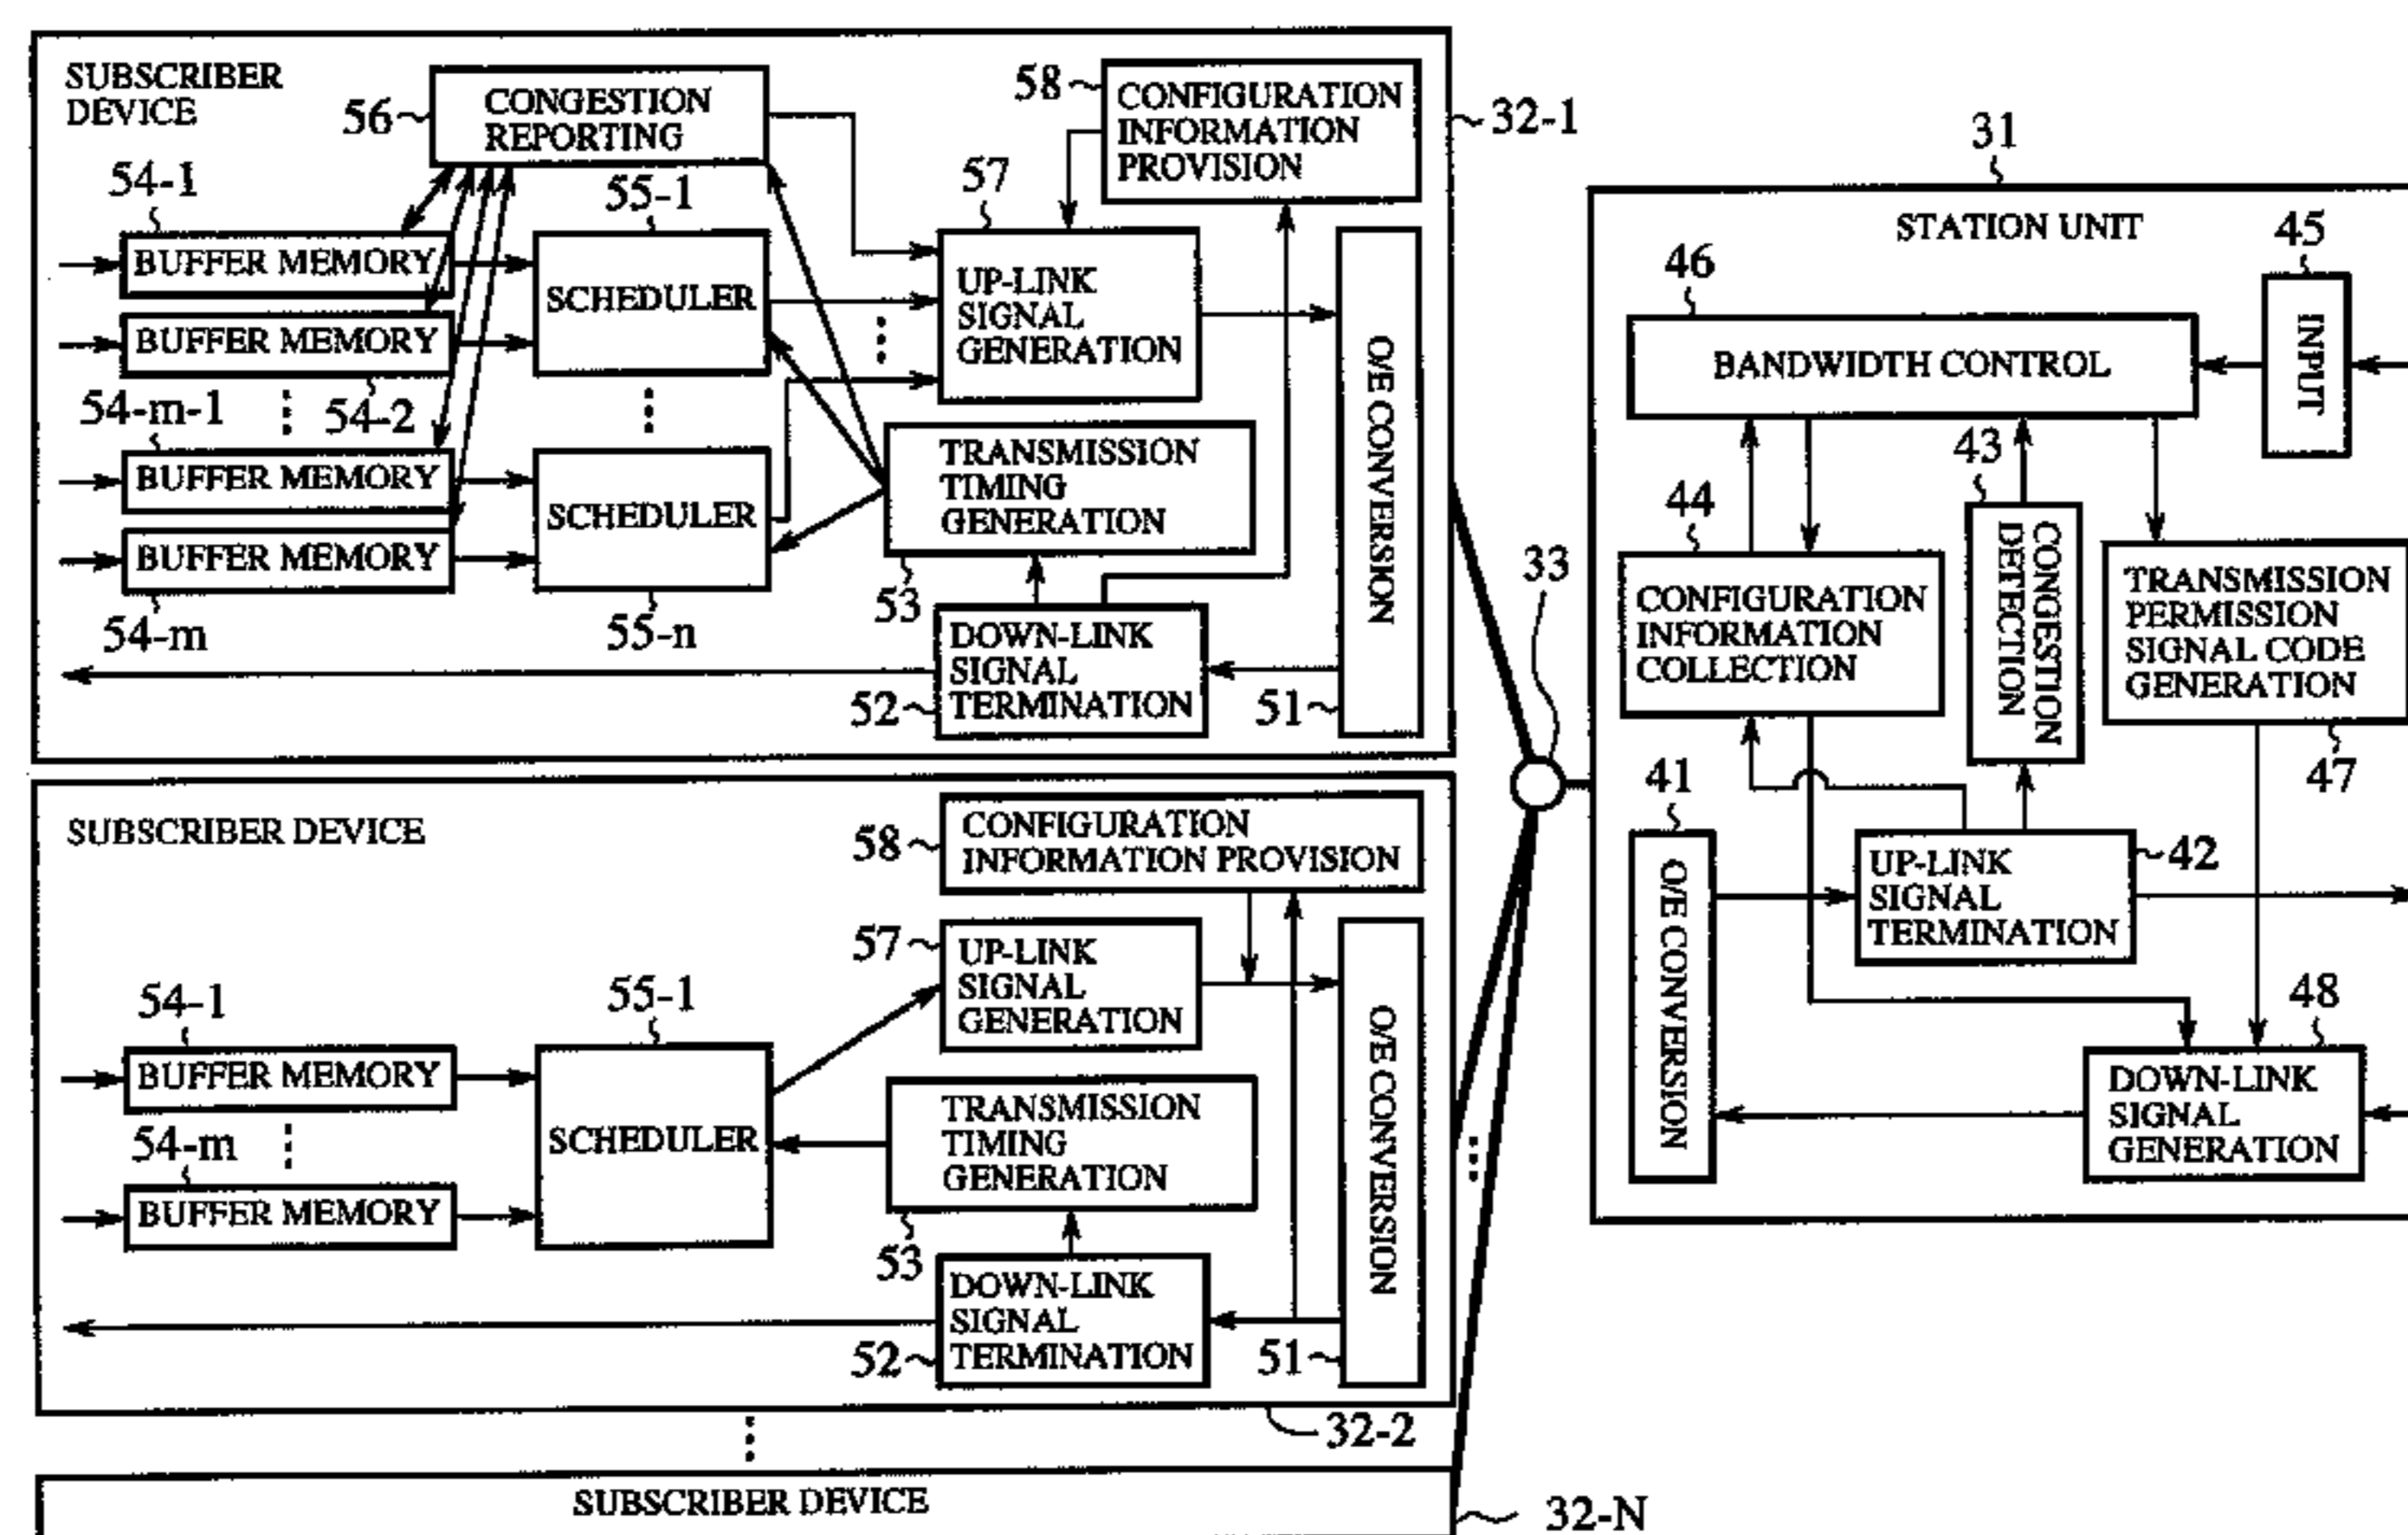 SUBSCRIBER
DEVICE
56
CONGESTION
REPORTING
58
CONFIGURATION
INFORMATION
PROVISION
32-1
54-1
55-1
57
BUFFER MEMORY
BUFFER MEMORY
54-2
54-m-1
BUFFER MEMORY
BUFFER MEMORY
54-m
SCHEDULER
SCHEDULER
55-n
UP-LINK
SIGNAL
GENERATION
TRANSMISSION
TIMING
GENERATION
53
DOWN-LINK
SIGNAL
TERMINATION
52
O/E CONVERSION
51
33
SUBSCRIBER DEVICE
58
CONFIGURATION
INFORMATION PROVISION
57
UP-LINK
SIGNAL
GENERATION
54-1
BUFFER MEMORY
54-m
BUFFER MEMORY
55-1
SCHEDULER
TRANSMISSION
TIMING
GENERATION
53
DOWN-LINK
SIGNAL
TERMINATION
52
O/E CONVERSION
51
32-2
SUBSCRIBER DEVICE
32-N
31
STATION UNIT
45
INPUT
46
BANDWIDTH CONTROL
44
CONFIGURATION
INFORMATION
COLLECTION
43
CONGESTION
DETECTION
TRANSMISSION
PERMISSION
SIGNAL CODE
GENERATION
47
41
O/E CONVERSION
UP-LINK
SIGNAL
TERMINATION
42
48
DOWN-LINK
SIGNAL
GENERATION